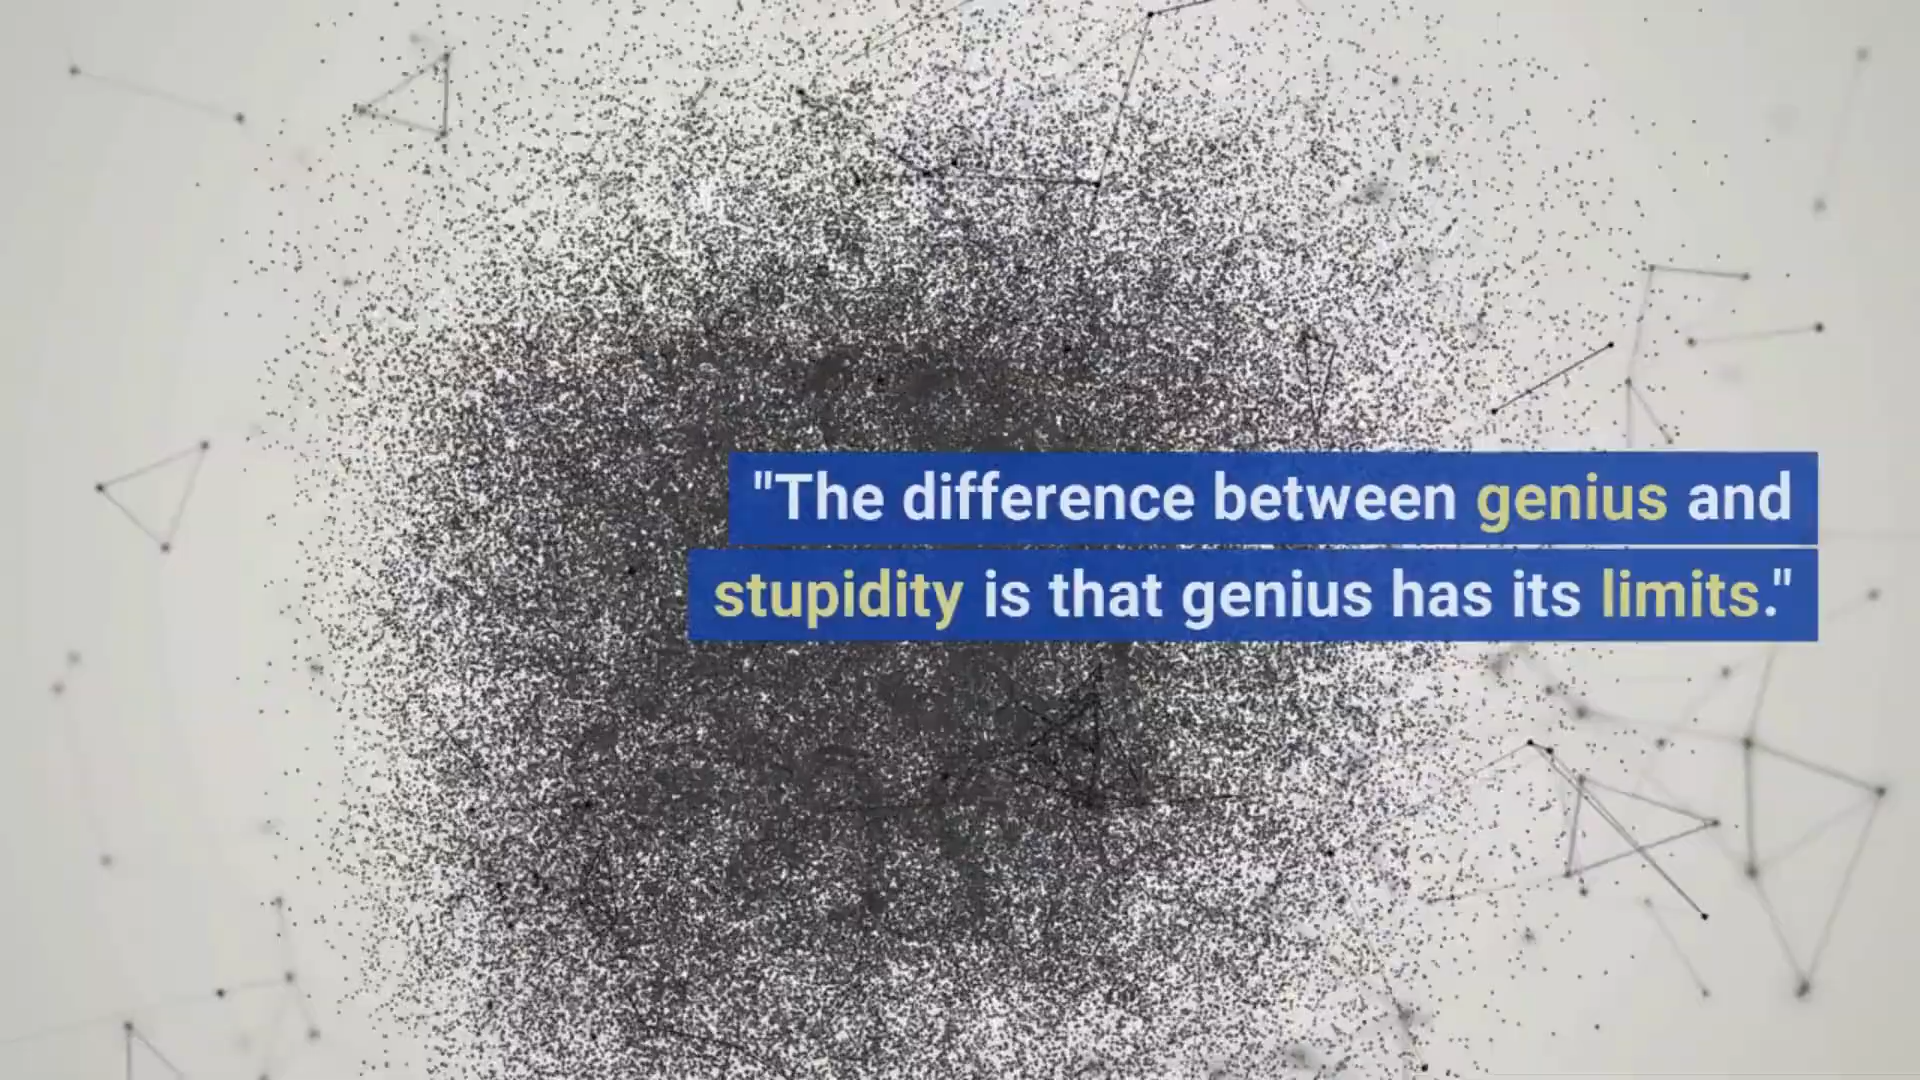 "The difference between genius and
stupidity is that genius has its limits."